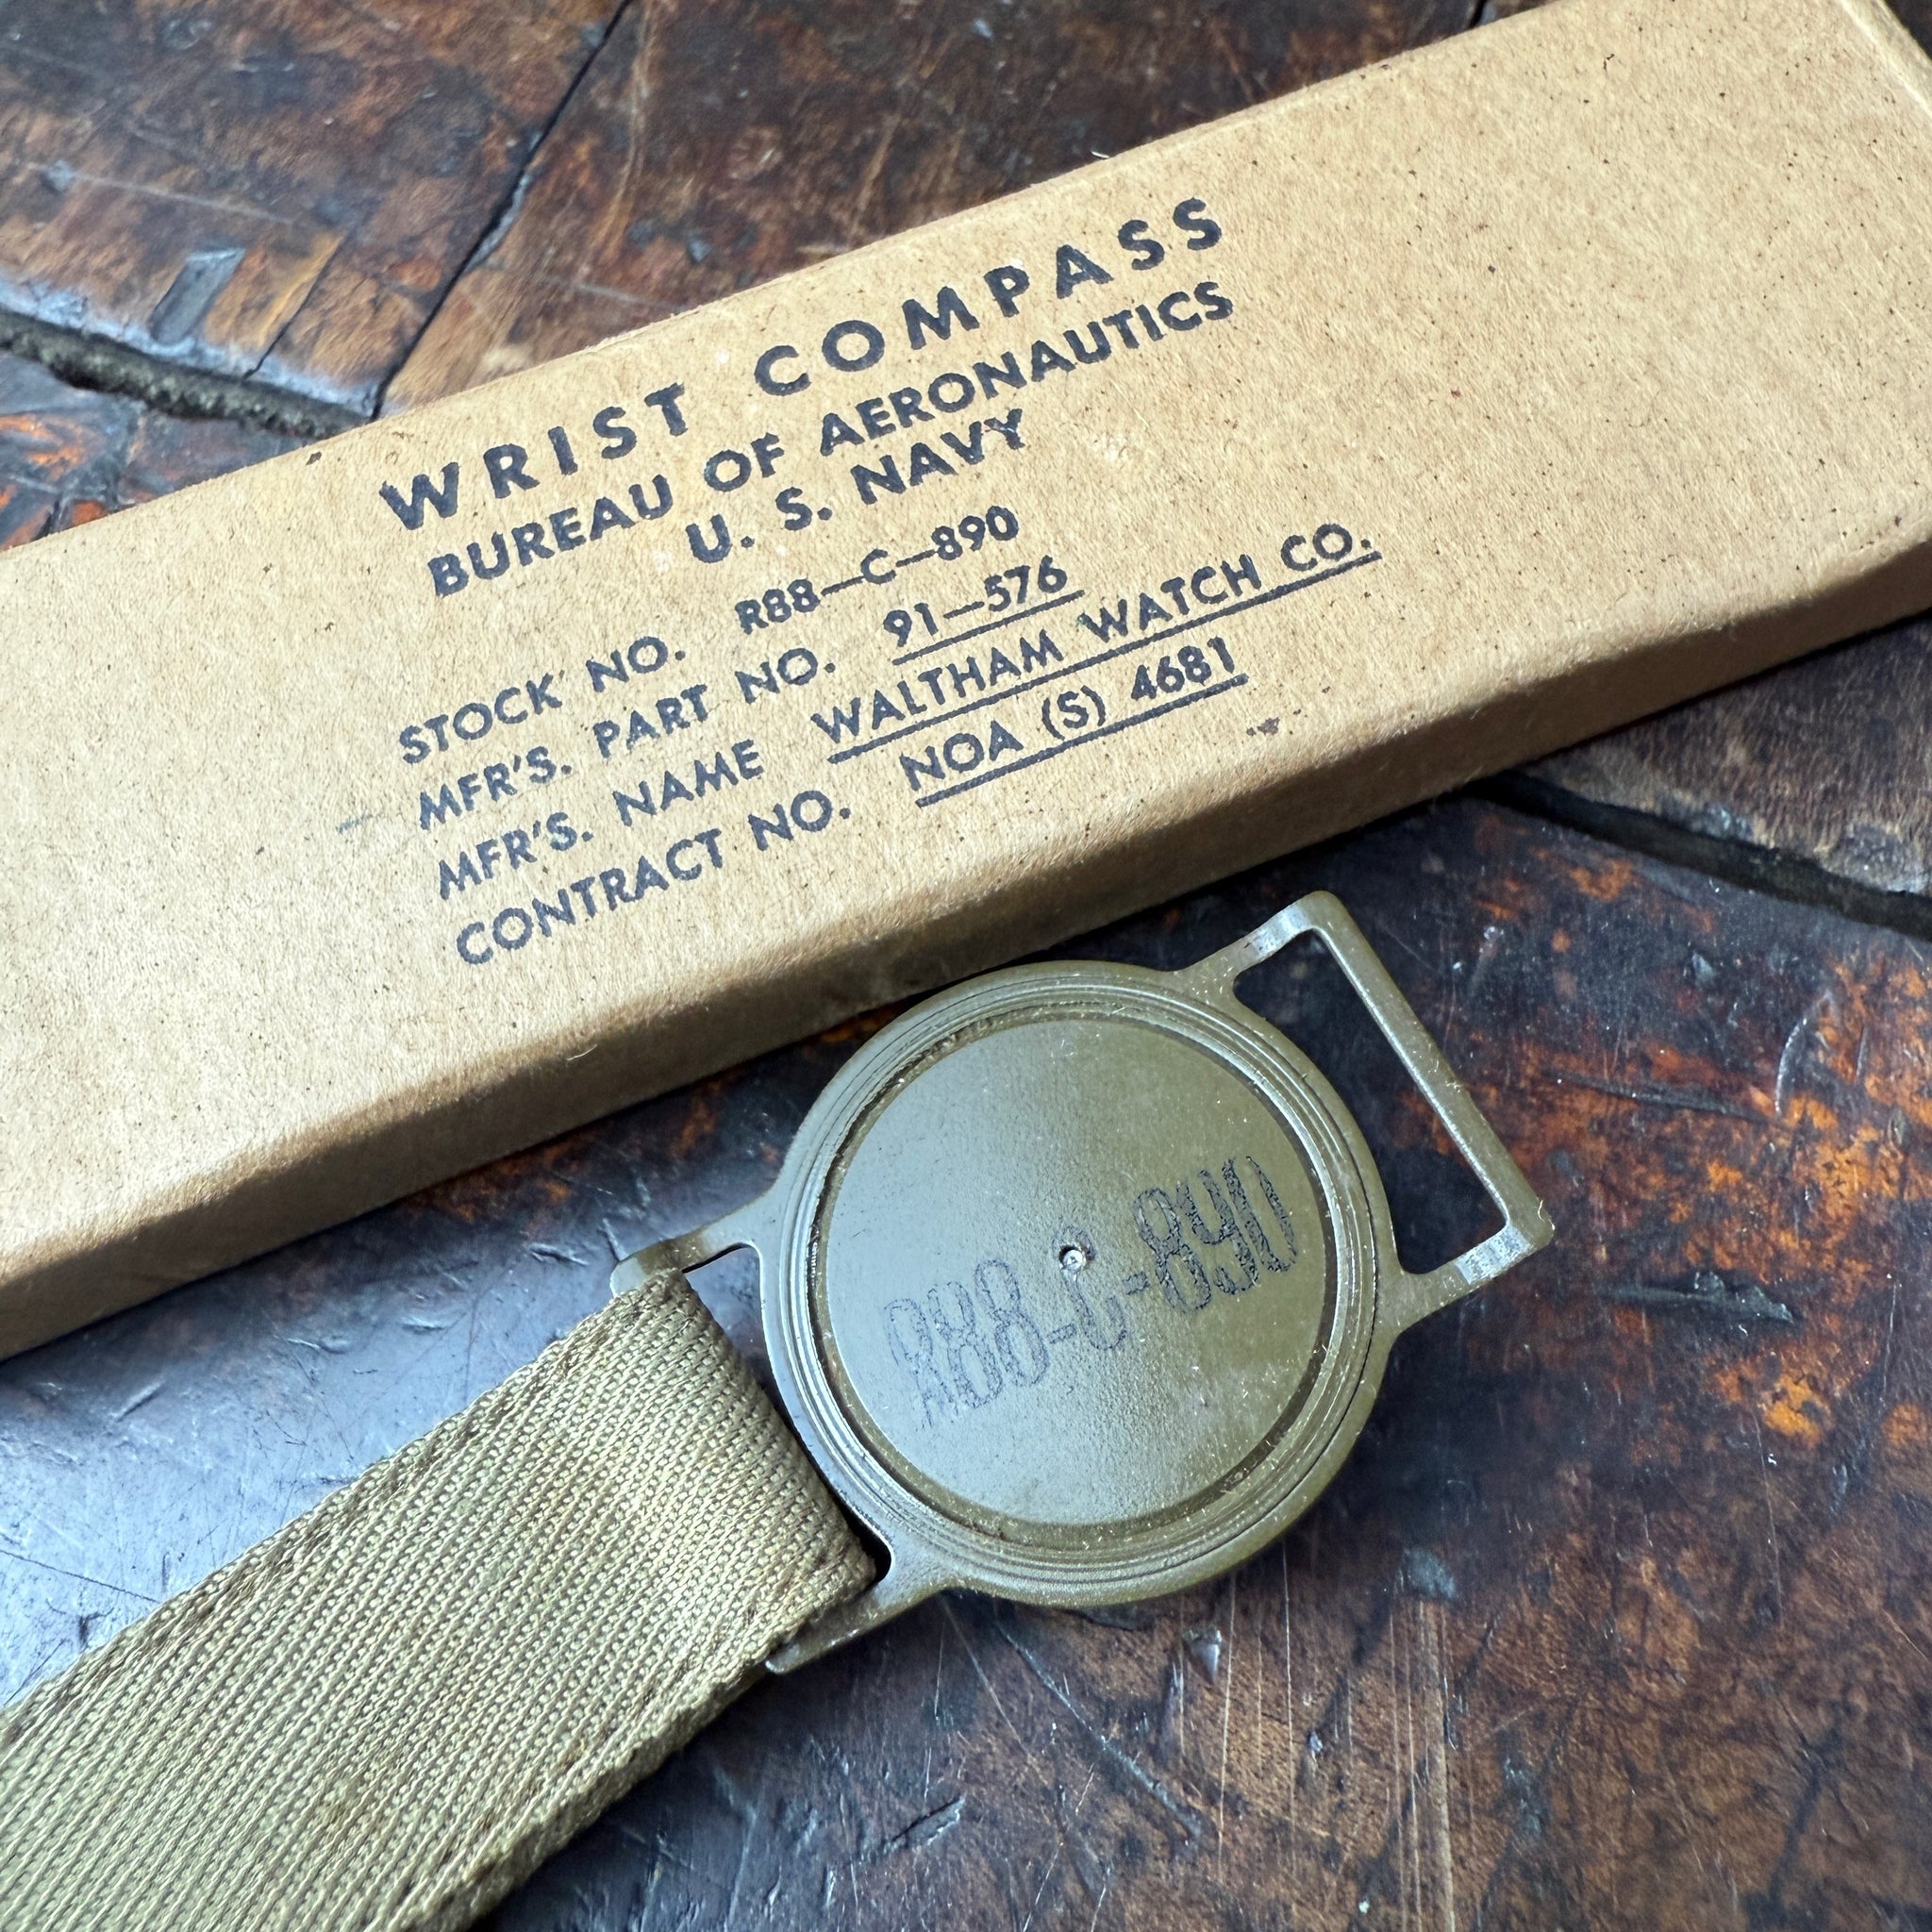 WRIST COMPASS
BUREAU OF AERONAUTICS
U. S. NAVY
STOCK NO. R88—C—890
MFR'S. PART NO. 91—576
MFR'S. NAME WALTHAM WATCH CO.
CONTRACT NO. NOA (S) 4681
R88-C-890